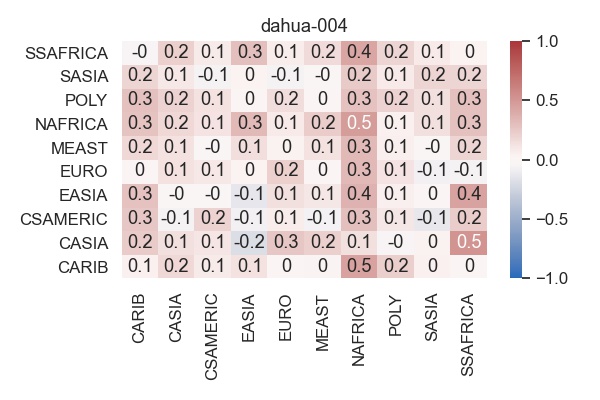 dahua-004
SSAFRICA -0 0.2 0.1 0.3 0.1 0.2 0.4 0.2 0.1 0
SASIA 0.2 0.1 -0.1 0 -0.1 -0 0.2 0.1 0.2 0.2
POLY 0.3 0.2 0.1 0 0.2 0 0.3 0.2 0.1 0.3
NAFRICA 0.3 0.2 0.1 0.3 0.1 0.2 0.5 0.1 0.1 0.3
MEAST 0.2 0.1 -0 0.1 0 0.1 0.3 0.1 -0 0.2
EURO 0 0.1 0.1 0 0.2 0 0.3 0.1 -0.1 -0.1
EASIA 0.3 -0 -0 -0.1 0.1 0.1 0.4 0.1 0 0.4
CSAMERIC 0.3 -0.1 0.2 -0.1 0.1 -0.1 0.3 0.1 -0.1 0.2
CASIA 0.2 0.1 0.1 -0.2 0.3 0.2 0.1 -0 0 0.5
CARIB 0.1 0.2 0.1 0.1 0 0 0.5 0.2 0 0
CARIB CASIA CSAMERIC EASIA EURO MEAST NAFRICA POLY SASIA SSAFRICA
1.0
0.5
0.0
−0.5
−1.0